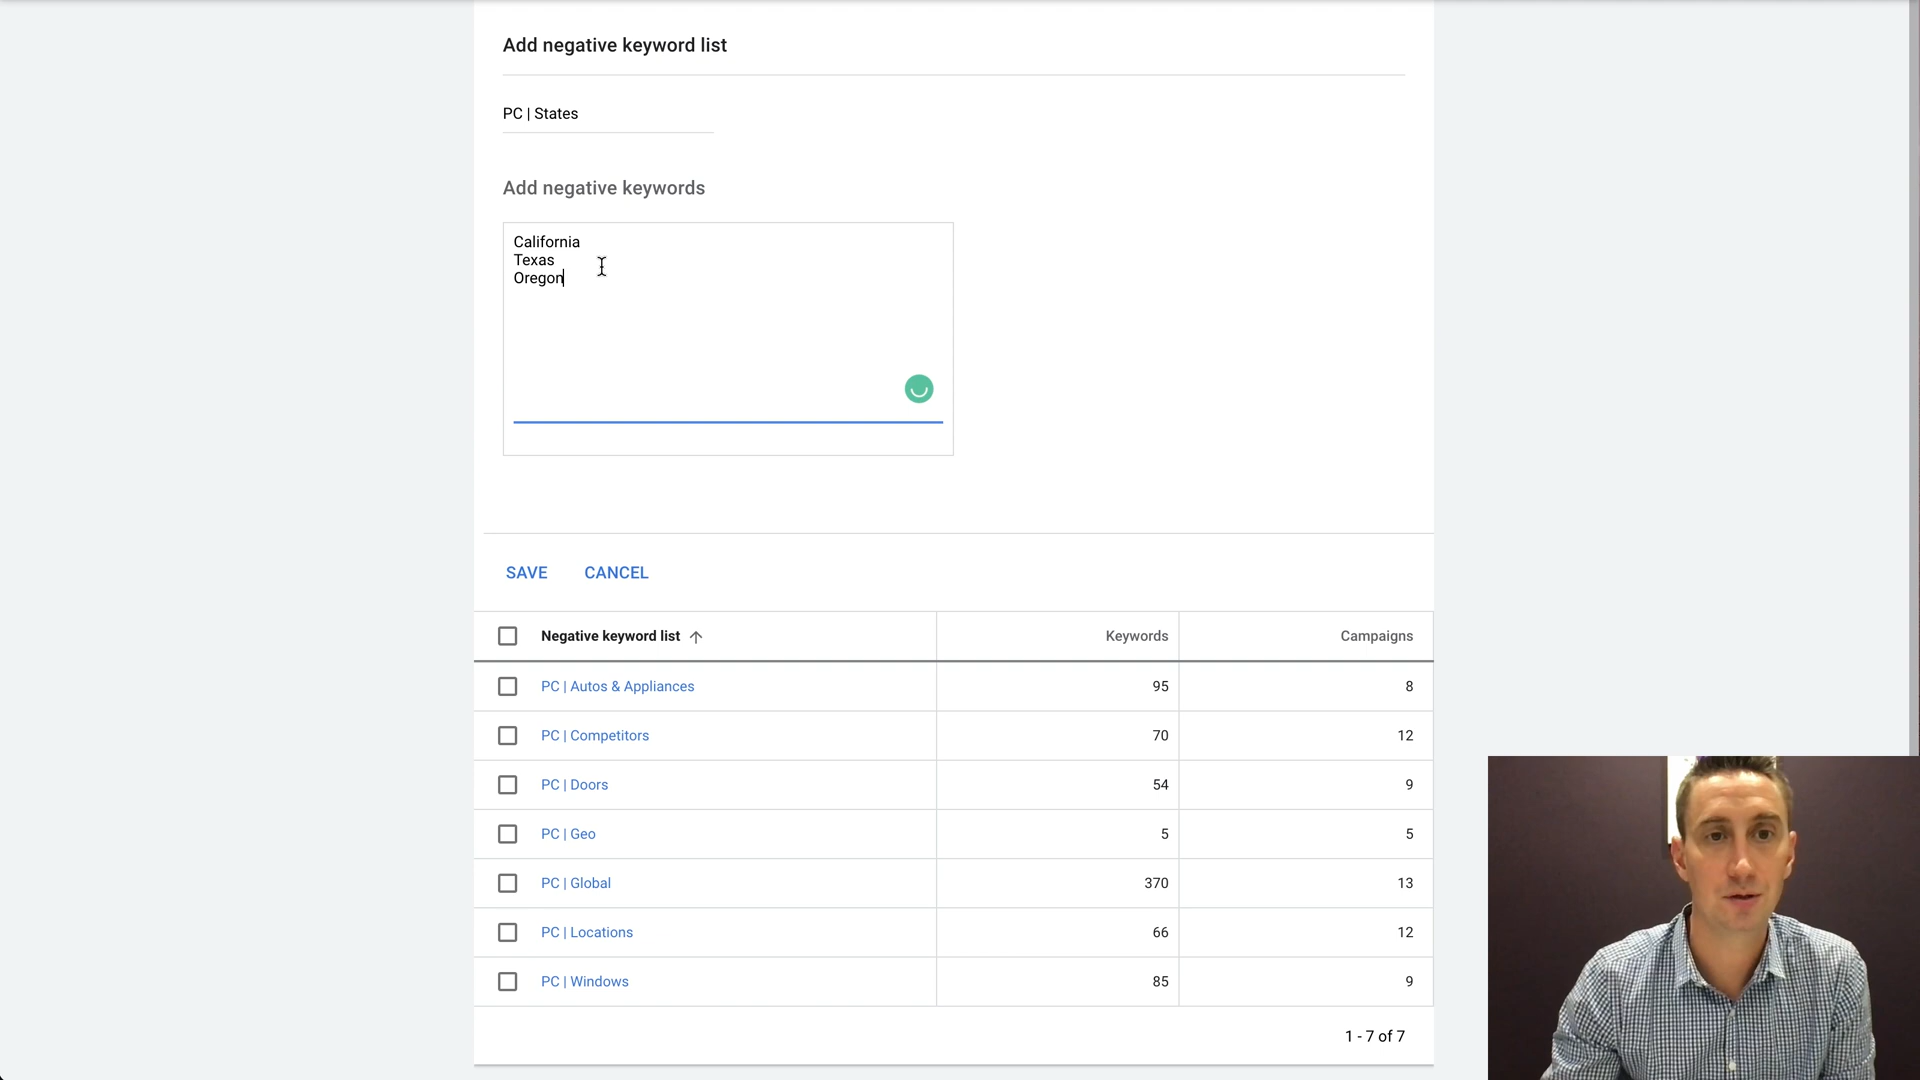 Add negative keyword list
PC | States
Add negative keywords
California
Texas
Oregon
SAVE CANCEL
Negative keyword list Keywords Campaigns
PC | Autos & Appliances 95 8
PC | Competitors 70 12
PC | Doors 54 9
PC | Geo 5 5
PC | Global 370 13
PC | Locations 66 12
PC | Windows 85 9
1 - 7 of 7